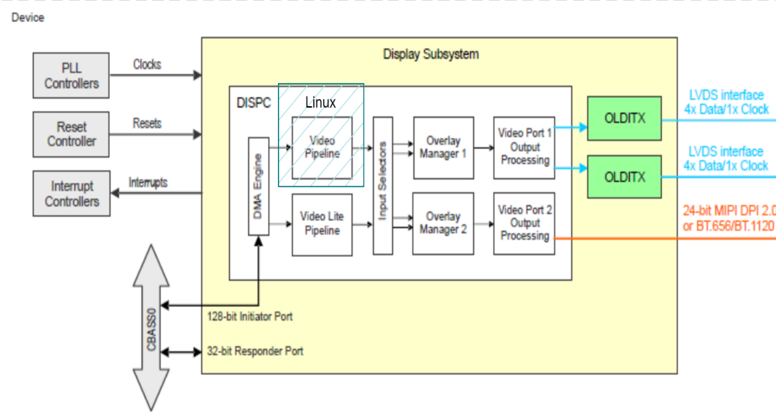 Device
Display Subsystem
PLL
Controllers
Clocks
Reset
Controller
Resets
Interrupt
Controllers
Interrupts
DISPC
Linux
DMA Engine
Video
Pipeline
Video Lite
Pipeline
Input Selectors
Overlay
Manager 1
Overlay
Manager 2
Video Port 1
Output
Processing
Video Port 2
Output
Processing
OLDITX
OLDITX
LVDS interface
4x Data/1x Clock
LVDS interface
4x Data/1x Clock
24-bit MIPI DPI 2.0
or BT.656/BT.1120
CBASS0
128-bit Initiator Port
32-bit Responder Port